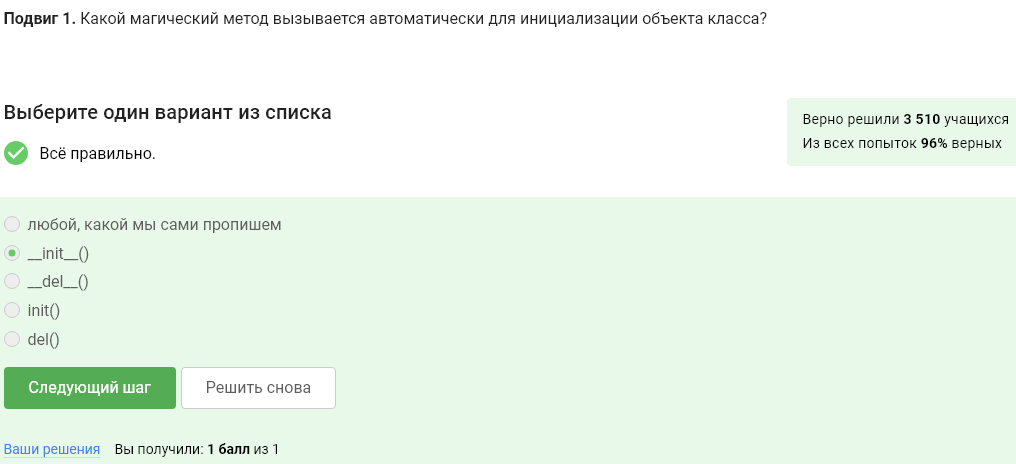 Подвиг 1. Какой магический метод вызывается автоматически для инициализации объекта класса?
Выберите один вариант из списка
Верно решили 3 510 учащихся
Из всех попыток 96% верных
Всё правильно.
любой, какой мы сами пропишем
__init__()
__del__()
init()
del()
Следующий шаг
Решить снова
Ваши решения Вы получили: 1 балл из 1